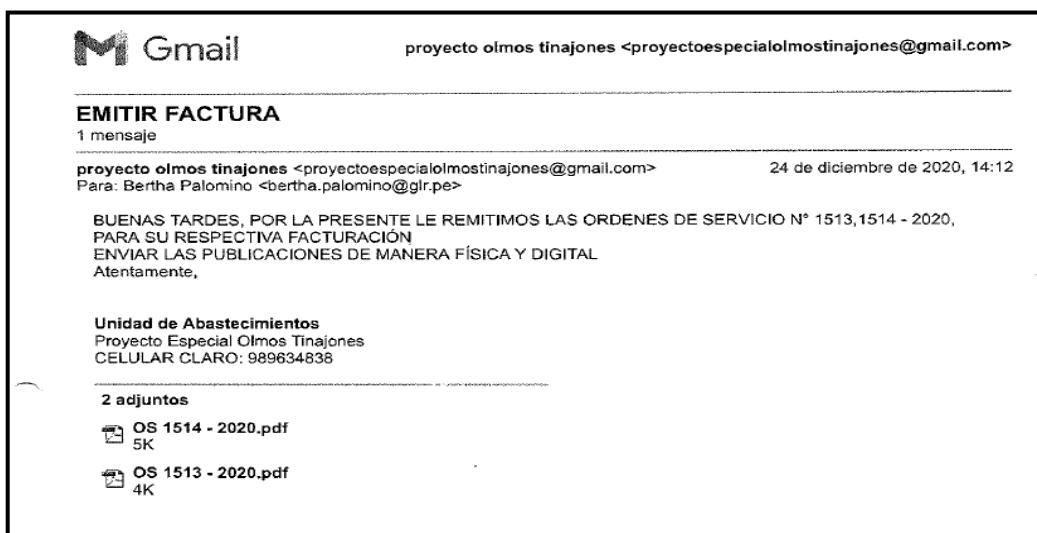 Gmail
proyecto olmos tinajones <proyectoespecialolmostinajones@gmail.com>
EMITIR FACTURA
1 mensaje
proyecto olmos tinajones <proyectoespecialolmostinajones@gmail.com>
24 de diciembre de 2020, 14:12
Para: Bertha Palomino <bertha.palomino@glr.pe>
BUENAS TARDES, POR LA PRESENTE LE REMITIMOS LAS ORDENES DE SERVICIO N° 1513,1514 - 2020,
PARA SU RESPECTIVA FACTURACIÓN
ENVIAR LAS PUBLICACIONES DE MANERA FÍSICA Y DIGITAL
Atentamente,
Unidad de Abastecimientos
Proyecto Especial Olmos Tinajones
CELULAR CLARO: 989634838
2 adjuntos
OS 1514 - 2020.pdf
5K
OS 1513 - 2020.pdf
4K